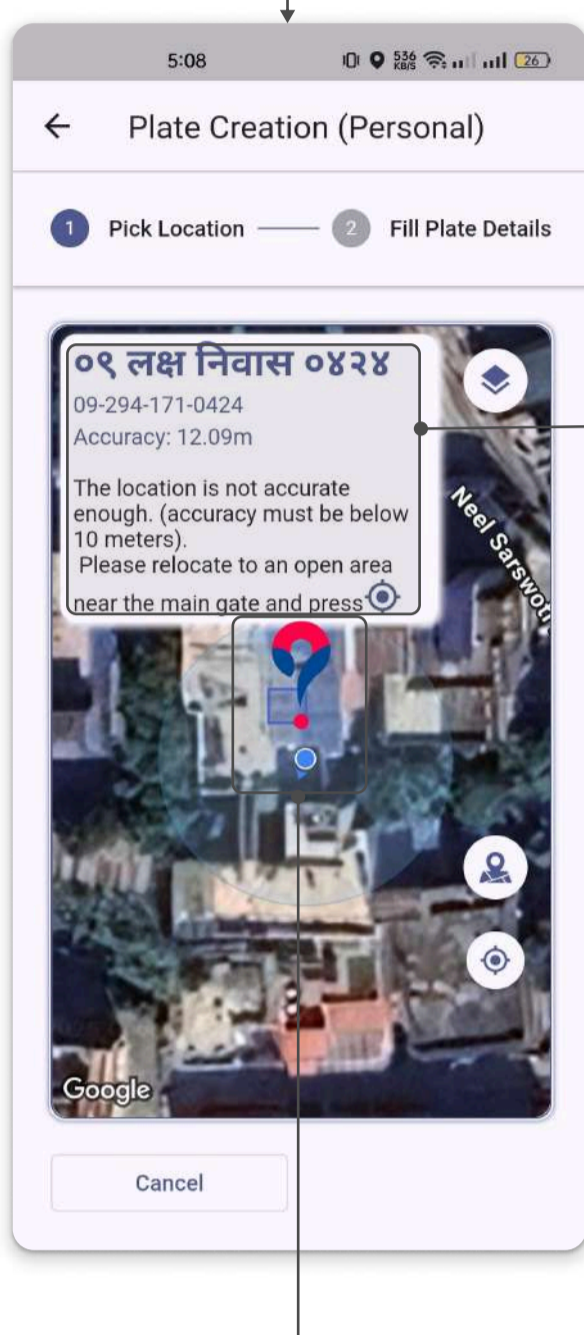 5:08
536 KB/S
26
Plate Creation (Personal)
1 Pick Location 2 Fill Plate Details
०९ लक्ष निवास ०४२४
09-294-171-0424
Accuracy: 12.09m
The location is not accurate
enough. (accuracy must be below
10 meters).
Please relocate to an open area
near the main gate and press
Neel Sarswoti
Google
Cancel